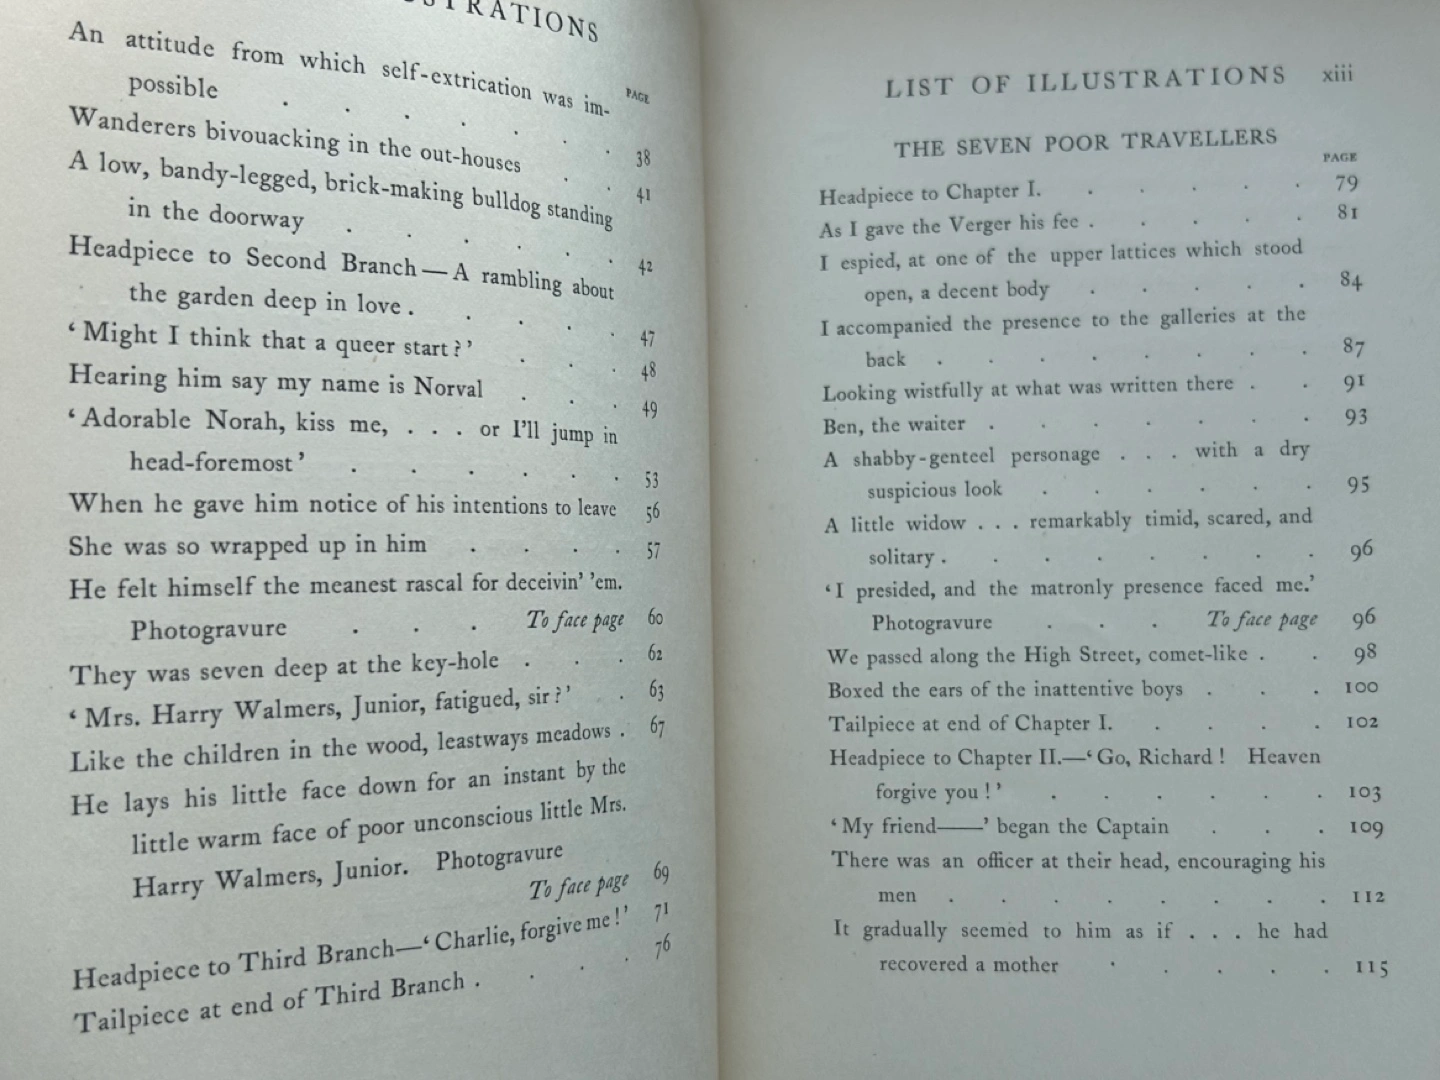 ILLUSTRATIONS
PAGE
An attitude from which self-extrication was im-
possible . . . . . . . 38
Wanderers bivouacking in the out-houses . . 41
A low, bandy-legged, brick-making bulldog standing
in the doorway . . . . . . 42
Headpiece to Second Branch — A rambling about
the garden deep in love . . . . . 47
‘Might I think that a queer start?’ . . . 48
Hearing him say my name is Norval . . . 49
‘Adorable Norah, kiss me, . . . or I’ll jump in
head-foremost’ . . . . . . 53
When he gave him notice of his intentions to leave 56
She was so wrapped up in him . . . . 57
He felt himself the meanest rascal for deceivin’ ’em.
Photogravure . . . To face page 60
They was seven deep at the key-hole . . . 62
‘Mrs. Harry Walmers, Junior, fatigued, sir?’ . 63
Like the children in the wood, leastways meadows . 67
He lays his little face down for an instant by the
little warm face of poor unconscious little Mrs.
Harry Walmers, Junior. Photogravure
To face page 69
Headpiece to Third Branch—‘Charlie, forgive me!’ 71
Tailpiece at end of Third Branch . . . . 76
LIST OF ILLUSTRATIONS xiii
THE SEVEN POOR TRAVELLERS
PAGE
Headpiece to Chapter I. . . . . . 79
As I gave the Verger his fee . . . . . 81
I espied, at one of the upper lattices which stood
open, a decent body . . . . . 84
I accompanied the presence to the galleries at the
back . . . . . . . . 87
Looking wistfully at what was written there . . 91
Ben, the waiter . . . . . . . 93
A shabby-genteel personage . . . with a dry
suspicious look . . . . . . 95
A little widow . . . remarkably timid, scared, and
solitary . . . . . . . . 96
‘I presided, and the matronly presence faced me.’
Photogravure . . . To face page 96
We passed along the High Street, comet-like . . 98
Boxed the ears of the inattentive boys . . . 100
Tailpiece at end of Chapter I. . . . . 102
Headpiece to Chapter II.—‘Go, Richard! Heaven
forgive you!’ . . . . . . 103
‘My friend——’ began the Captain . . . 109
There was an officer at their head, encouraging his
men . . . . . . . . 112
It gradually seemed to him as if . . . he had
recovered a mother . . . . . 115